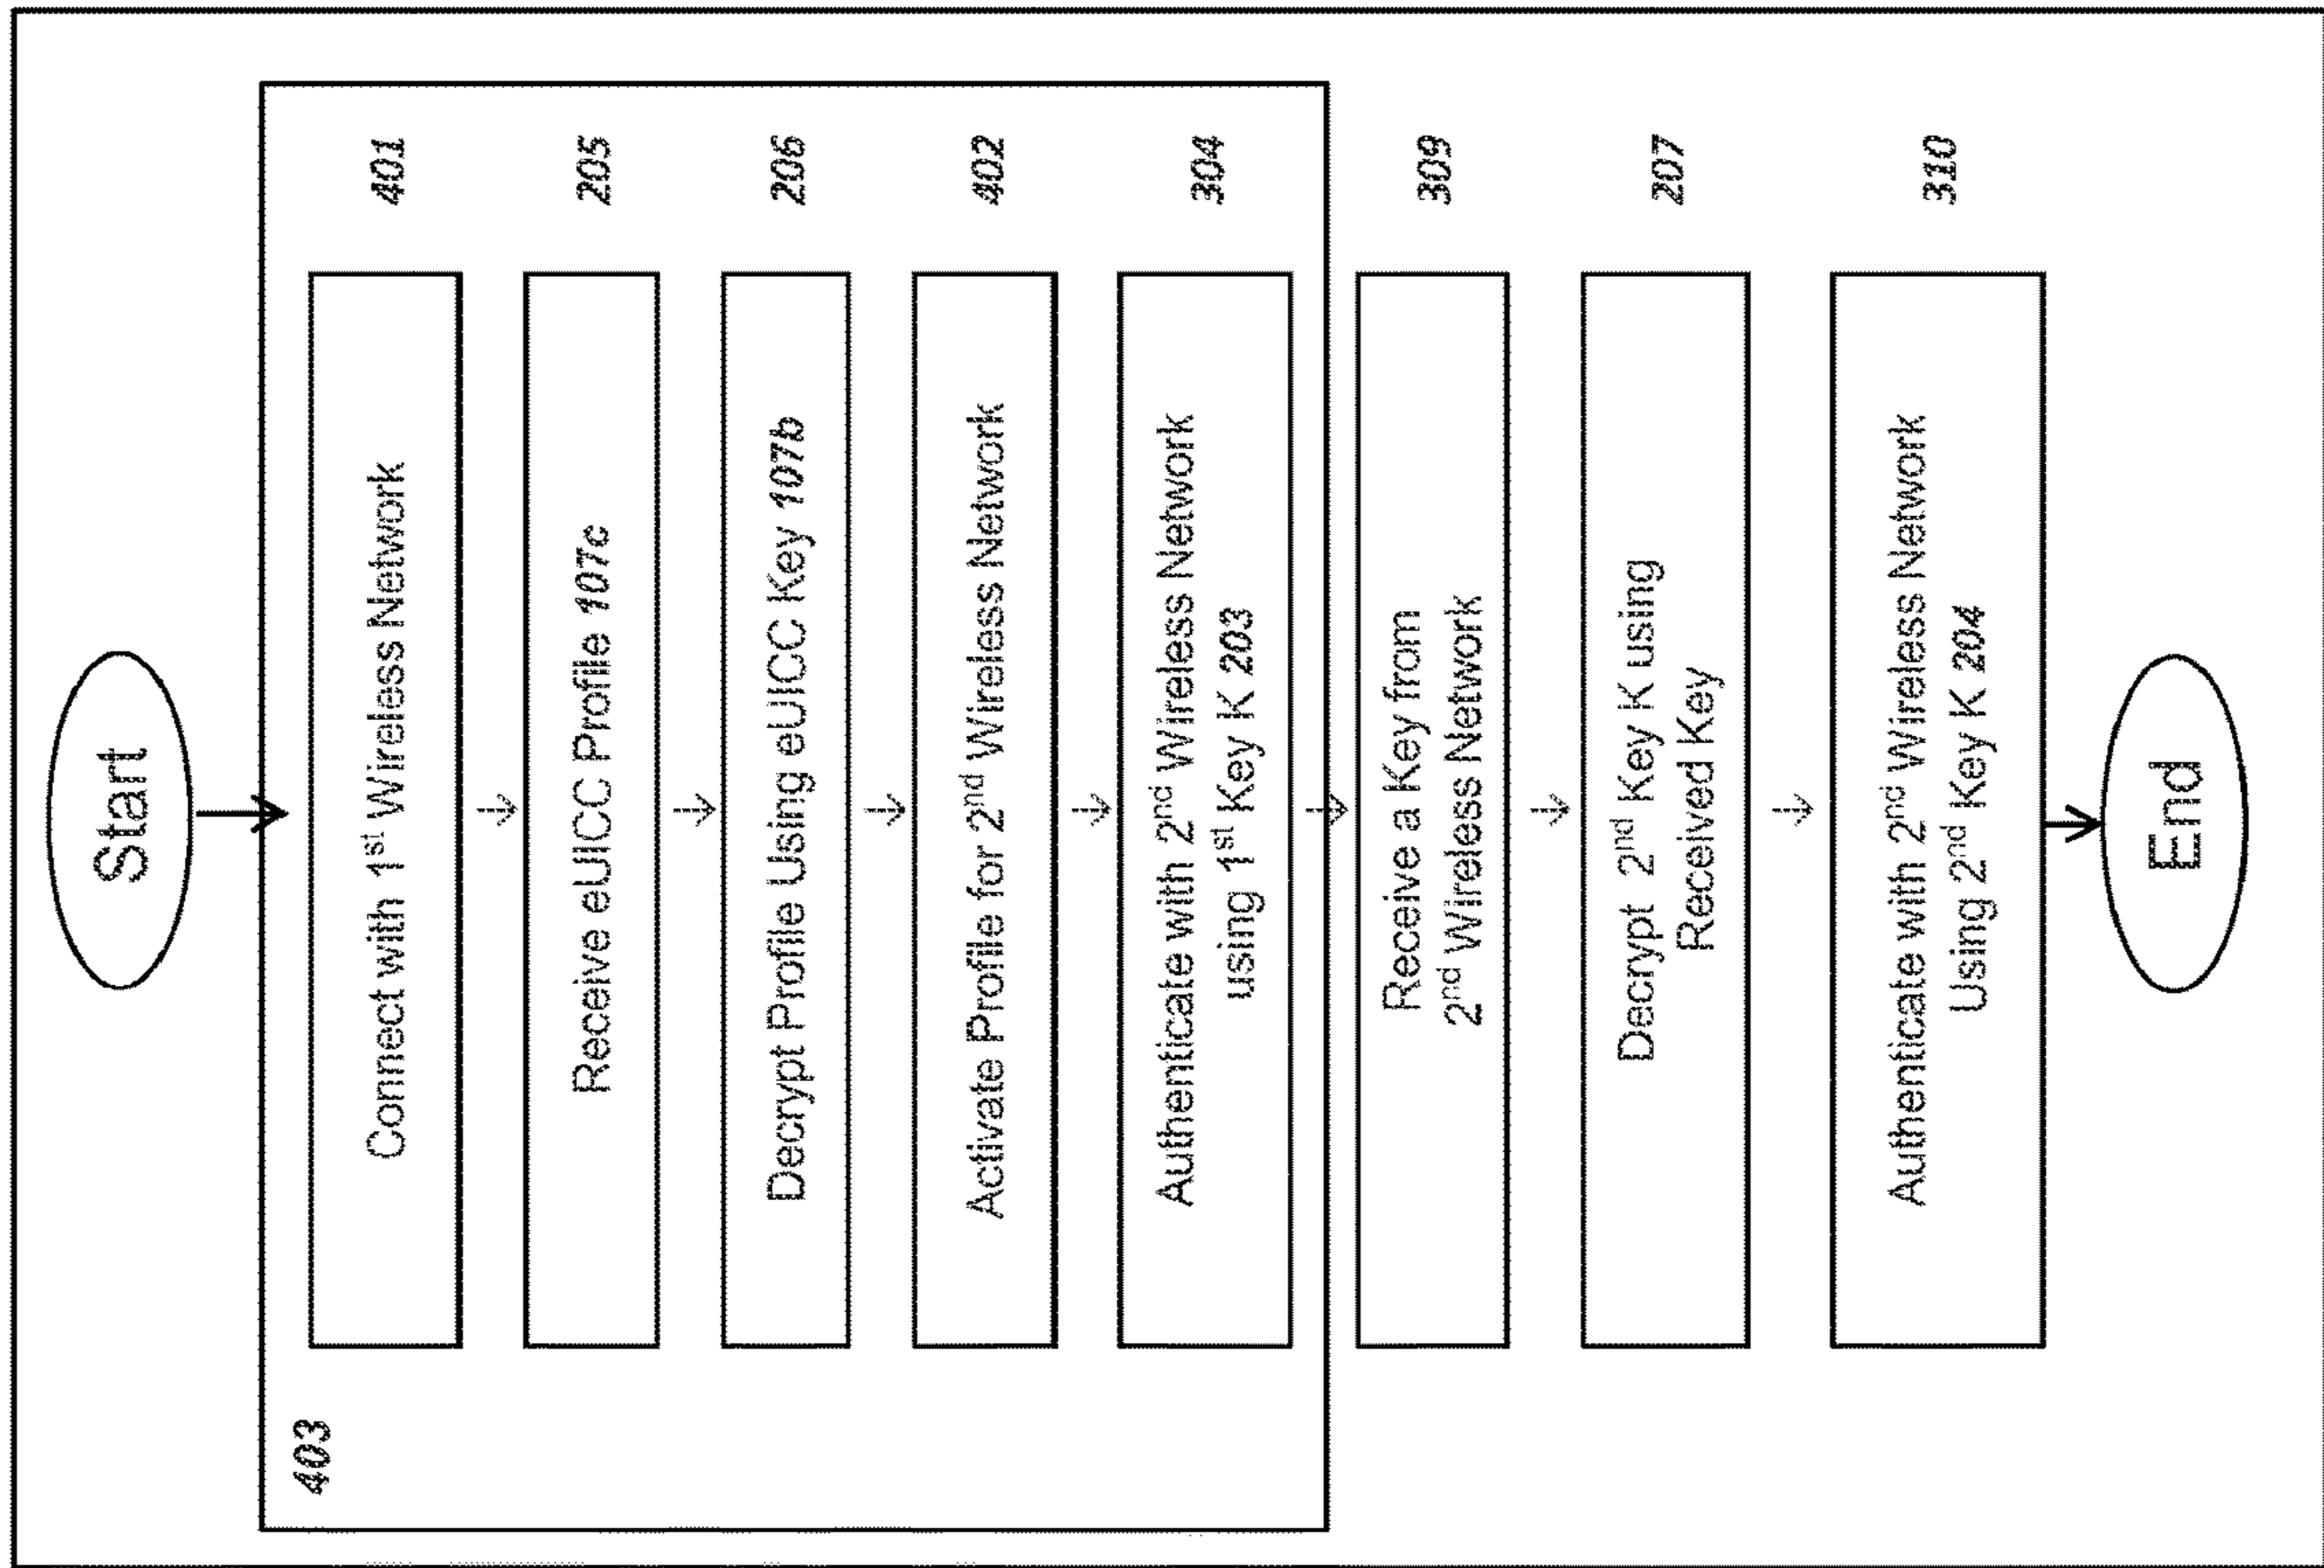 Start
403
Connect with 1st Wireless Network
401
Receive eUICC Profile 107c
205
Decrypt Profile Using eUICC Key 107b
206
Activate Profile for 2nd Wireless Network
402
Authenticate with 2nd Wireless Network
using 1st Key K 203
304
Receive a Key from
2nd Wireless Network
309
Decrypt 2nd Key K using
Received Key
207
Authenticate with 2nd Wireless Network
Using 2nd Key K 204
310
End